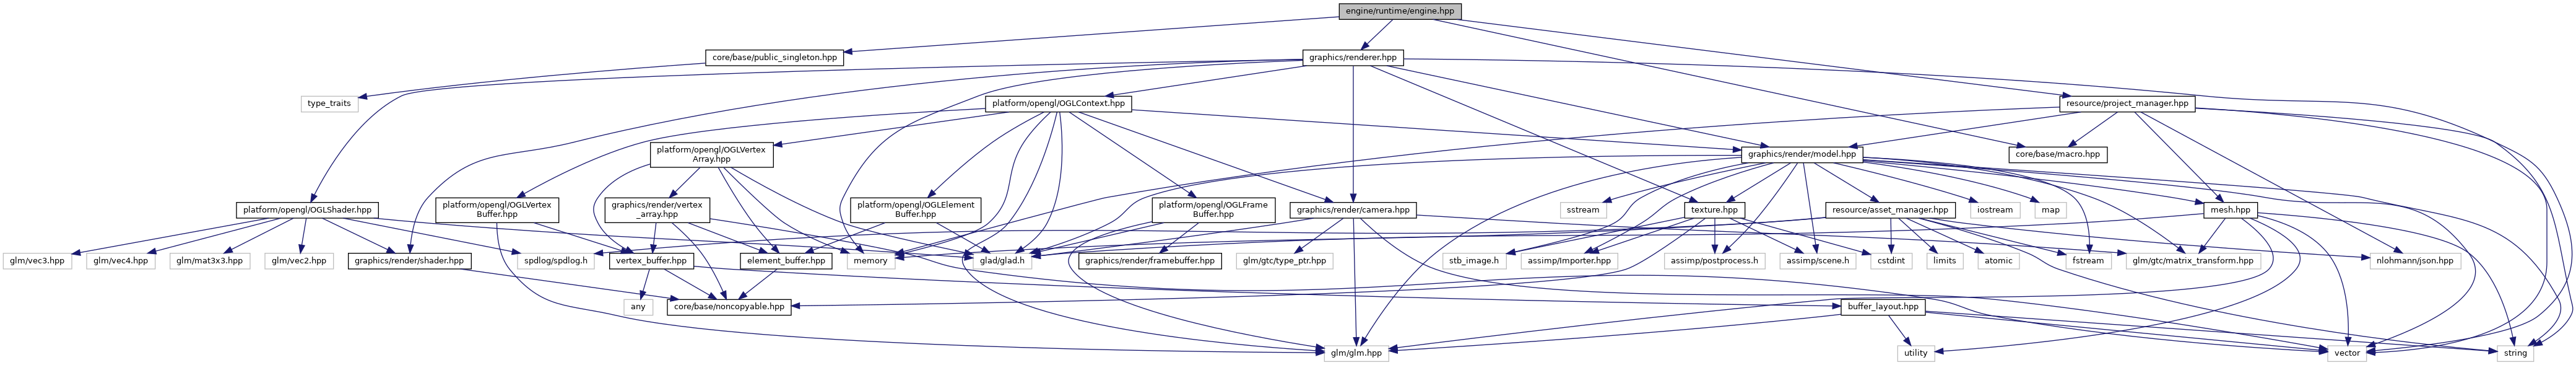 engine/runtime/engine.hpp
core/base/public_singleton.hpp
graphics/renderer.hpp
type_traits
platform/opengl/OGLContext.hpp
resource/project_manager.hpp
platform/opengl/OGLVertex
Array.hpp
graphics/render/model.hpp
core/base/macro.hpp
platform/opengl/OGLShader.hpp
platform/opengl/OGLVertex
Buffer.hpp
graphics/render/vertex
_array.hpp
platform/opengl/OGLElement
Buffer.hpp
platform/opengl/OGLFrame
Buffer.hpp
graphics/render/camera.hpp
sstream
texture.hpp
resource/asset_manager.hpp
iostream
map
mesh.hpp
glm/vec3.hpp
glm/vec4.hpp
glm/mat3x3.hpp
glm/vec2.hpp
graphics/render/shader.hpp
spdlog/spdlog.h
vertex_buffer.hpp
element_buffer.hpp
memory
glad/glad.h
graphics/render/framebuffer.hpp
glm/gtc/type_ptr.hpp
stb_image.h
assimp/Importer.hpp
assimp/postprocess.h
assimp/scene.h
cstdint
limits
atomic
fstream
glm/gtc/matrix_transform.hpp
nlohmann/json.hpp
any
core/base/noncopyable.hpp
buffer_layout.hpp
glm/glm.hpp
utility
vector
string